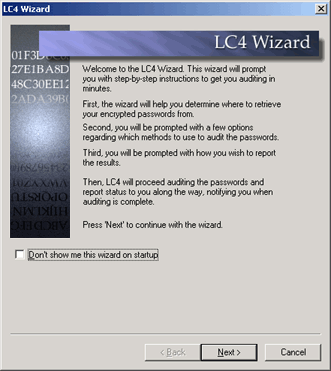 LC4 Wizard
LC4 Wizard
01F3D
27E1BA8D
48C30EE12
2ADA39B0
Welcome to the LC4 Wizard. This wizard will prompt
you with step-by-step instructions to get you auditing in
minutes.
First, the wizard will help you determine where to retrieve
your encrypted passwords from.
Second, you will be prompted with a few options
regarding which methods to use to audit the passwords.
Third, you will be prompted with how you wish to report
the results.
Then, LC4 will proceed auditing the passwords and
report status to you along the way, notifying you when
auditing is complete.
Press 'Next' to continue with the wizard.
Don't show me this wizard on startup
< Back
Next >
Cancel